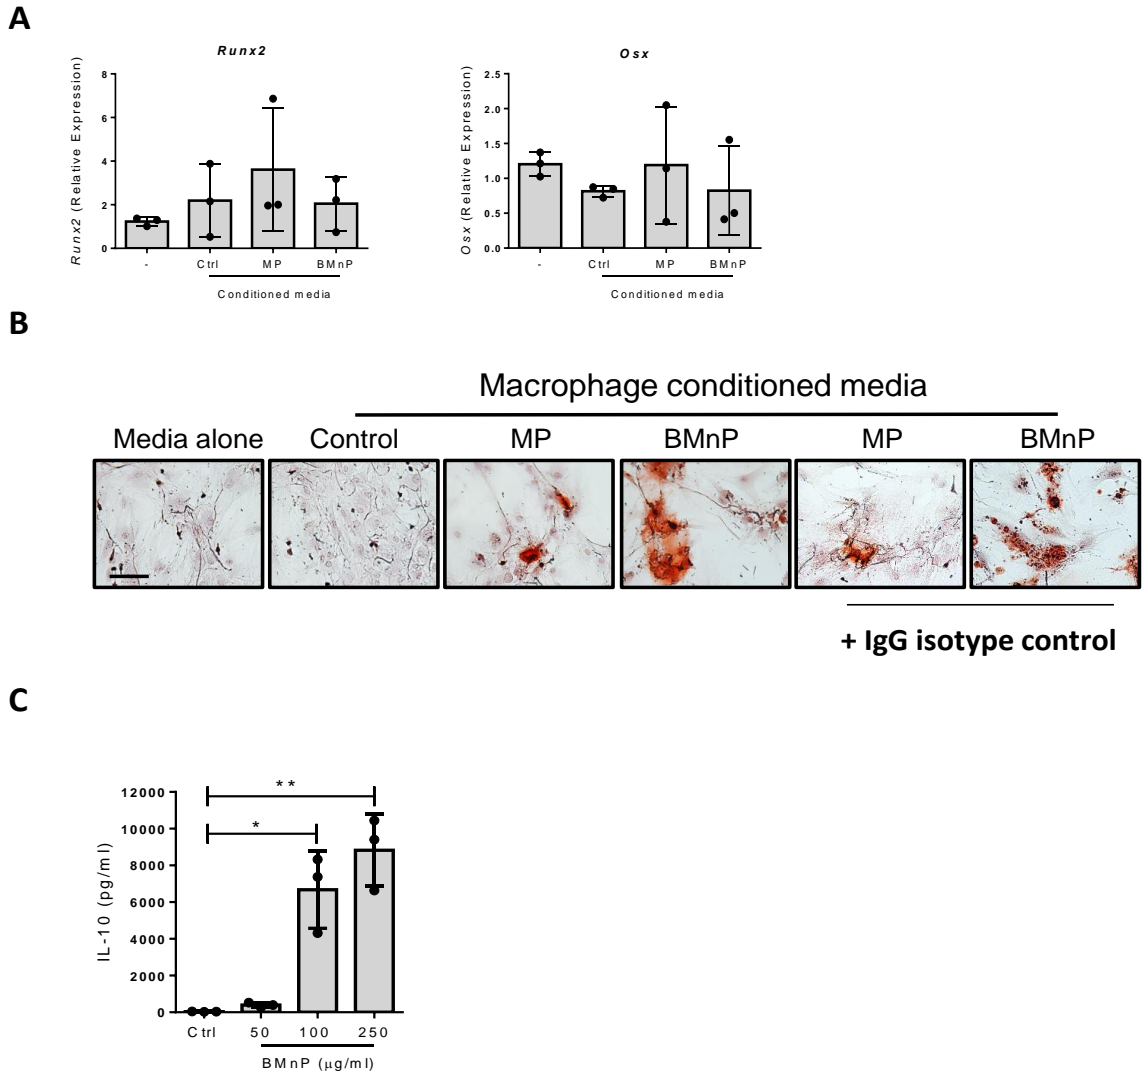 A
Runx2
Runx2 (Relative Expression)
8
6
4
2
0
- Ctrl MP BMnP
Conditioned media
Osx
Osx (Relative Expression)
2.5
2.0
1.5
1.0
0.5
0.0
- Ctrl MP BMnP
Conditioned media
B
Macrophage conditioned media
Media alone Control MP BMnP MP BMnP
+ IgG isotype control
C
IL-10 (pg/ml)
12000
10000
8000
6000
4000
2000
0
**
*
Ctrl 50 100 250
BMnP (μg/ml)